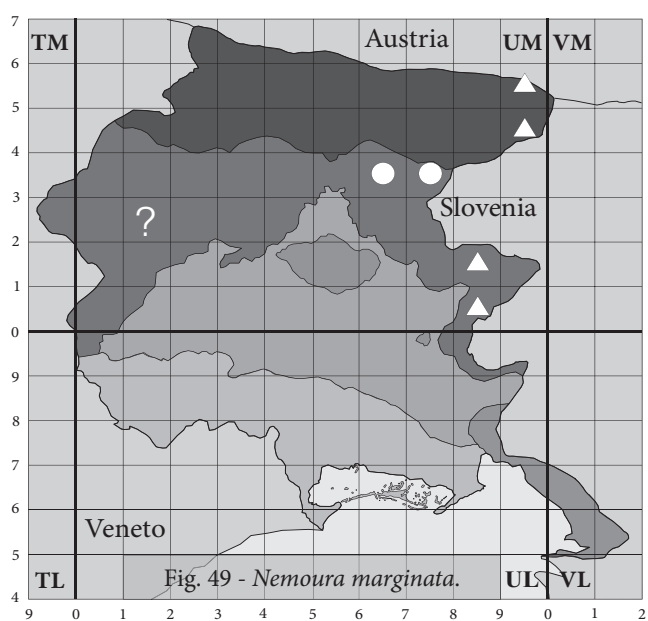 7
TM Austria UM VM
6
5
4
3
? Slovenia
2
1
0
9
8
7
6
Veneto
5
TL Fig. 49 - Nemoura marginata. UL VL
4
9 0 1 2 3 4 5 6 7 8 9 0 1 2